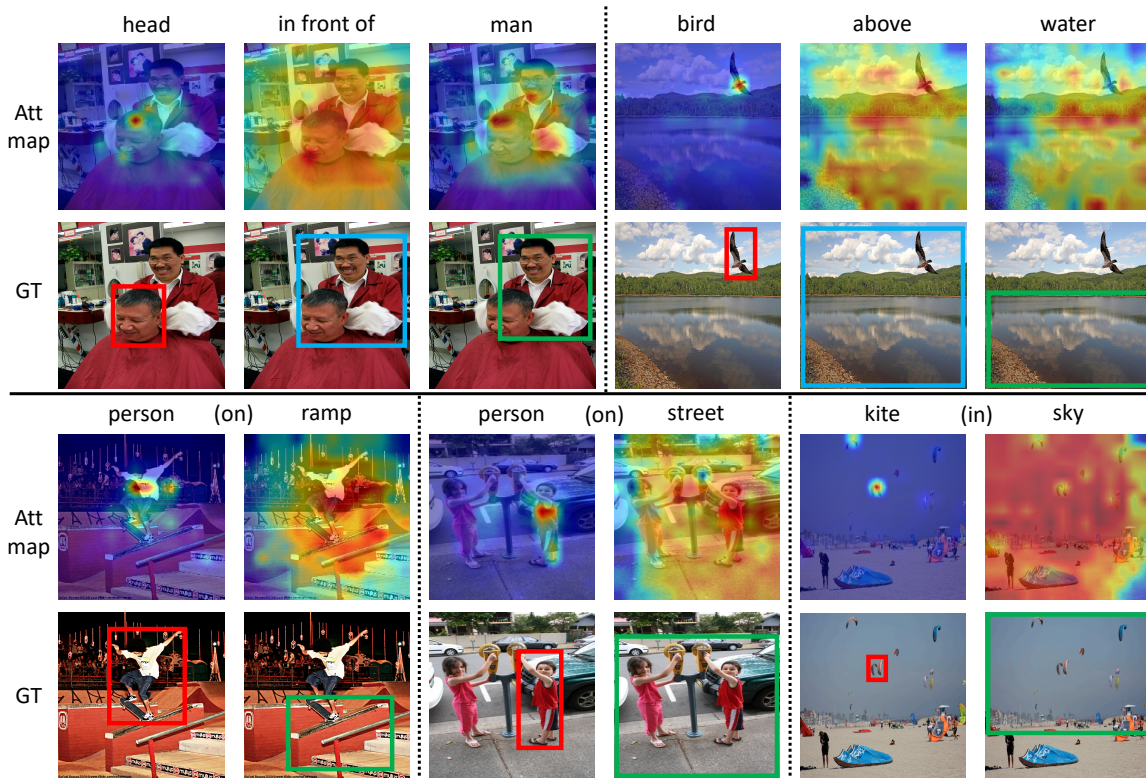 head in front of man bird above water
Att
map
GT
person (on) ramp person (on) street kite (in) sky
Att
map
GT